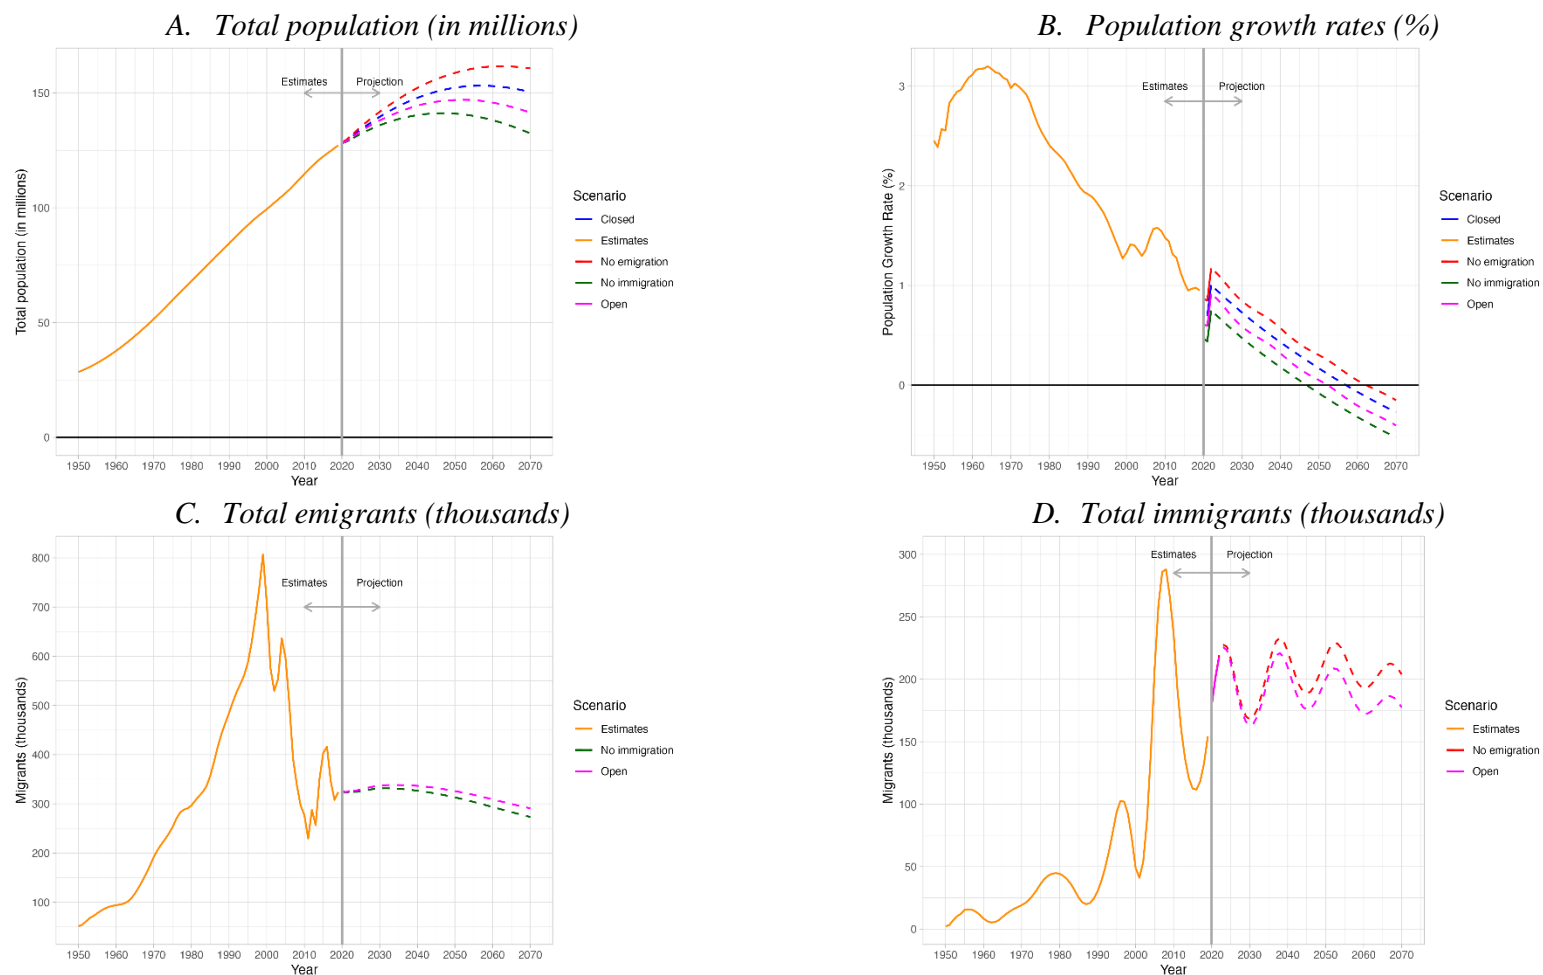 A. Total population (in millions)
Estimates Projection
Total population (in millions)
150
100
50
0
1950 1960 1970 1980 1990 2000 2010 2020 2030 2040 2050 2060 2070
Year
Scenario
Closed
Estimates
No emigration
No immigration
Open
B. Population growth rates (%)
Estimates Projection
Population Growth Rate (%)
3
2
1
0
1950 1960 1970 1980 1990 2000 2010 2020 2030 2040 2050 2060 2070
Year
Scenario
Closed
Estimates
No emigration
No immigration
Open
C. Total emigrants (thousands)
Estimates Projection
Migrants (thousands)
800
700
600
500
400
300
200
100
1950 1960 1970 1980 1990 2000 2010 2020 2030 2040 2050 2060 2070
Year
Scenario
Estimates
No immigration
Open
D. Total immigrants (thousands)
Estimates Projection
Migrants (thousands)
300
250
200
150
100
50
0
1950 1960 1970 1980 1990 2000 2010 2020 2030 2040 2050 2060 2070
Year
Scenario
Estimates
No emigration
Open